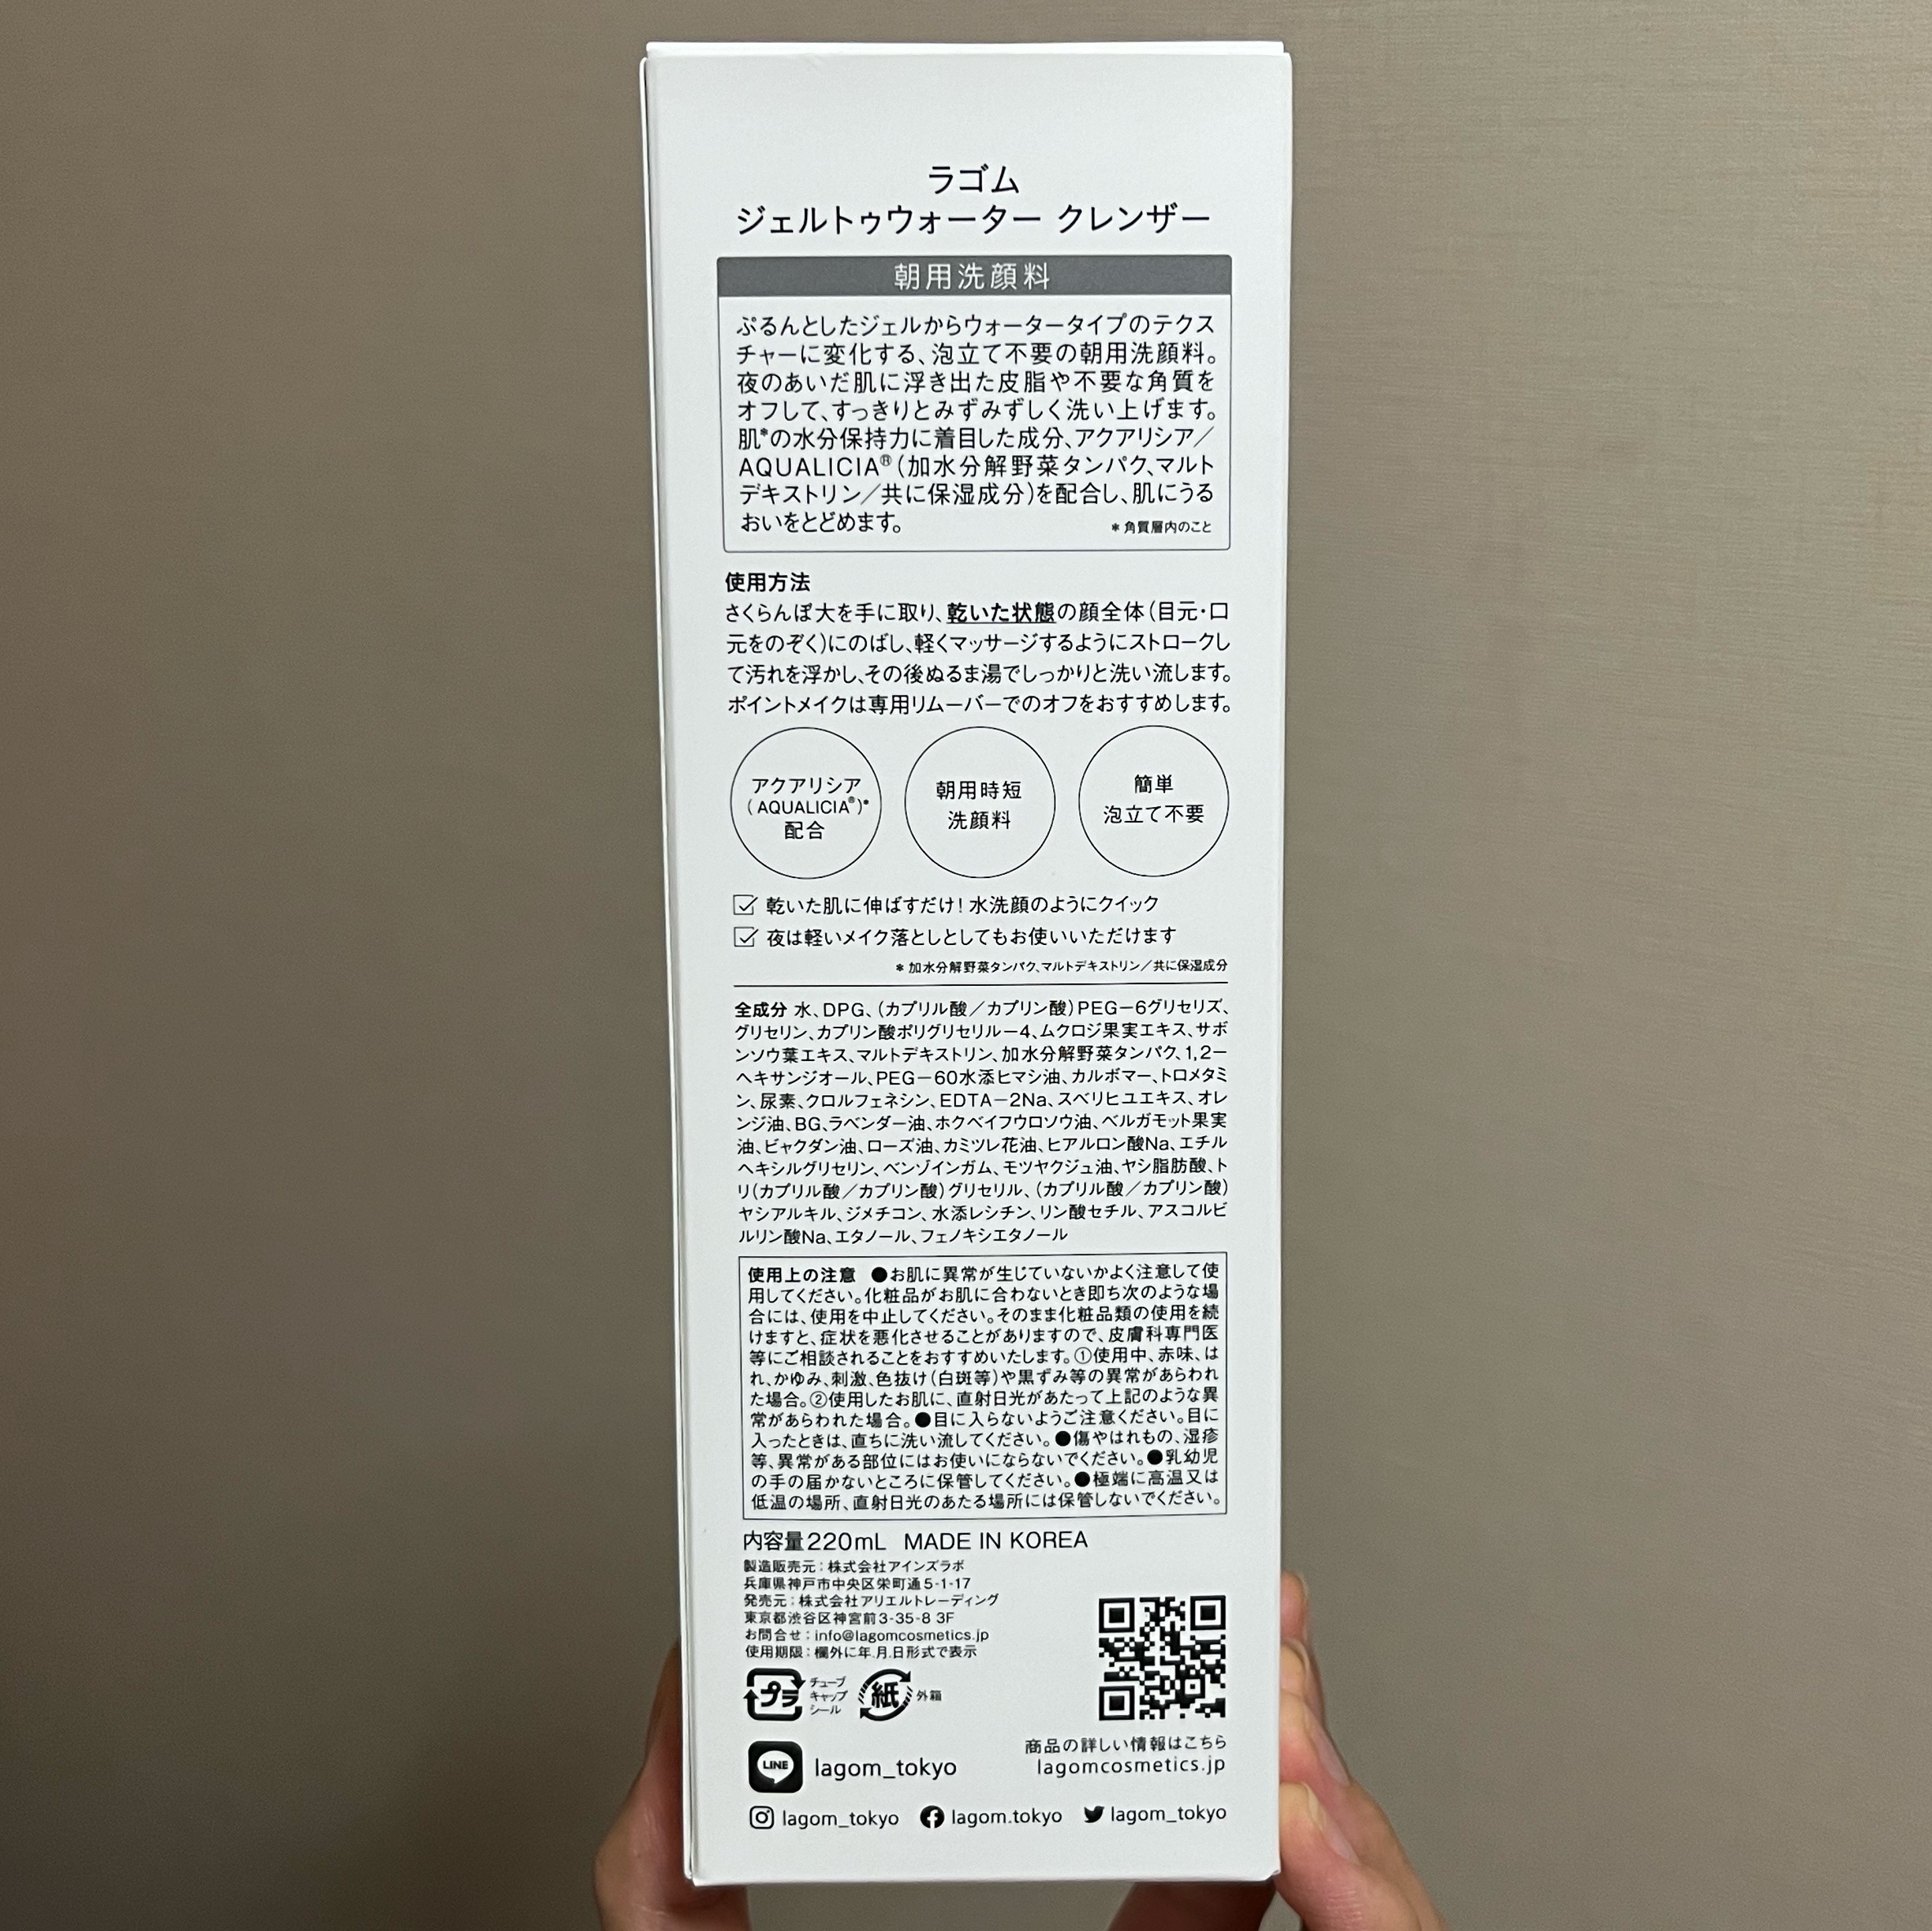 ラゴム
ジェルトゥウォーター クレンザー
朝用洗顔料
ぷるんとしたジェルからウォータータイプのテクス
チャーに変化する、泡立て不要の朝用洗顔料。
夜のあいだ肌に浮き出た皮脂や不要な角質を
オフして、すっきりとみずみずしく洗い上げます。
肌*の水分保持力に着目した成分、アクアリシア／
AQUALICIA®（加水分解野菜タンパク、マルト
デキストリン／共に保湿成分）を配合し、肌にうる
おいをとどめます。
*角質層内のこと
使用方法
さくらんぼ大を手に取り、乾いた状態の顔全体（目元・口
元をのぞく）にのばし、軽くマッサージするようにストロークし
て汚れを浮かし、その後ぬるま湯でしっかりと洗い流します。
ポイントメイクは専用リムーバーでのオフをおすすめします。
アクアリシア
（AQUALICIA®）*
配合
朝用時短
洗顔料
簡単
泡立て不要
乾いた肌に伸ばすだけ！水洗顔のようにクイック
夜は軽いメイク落としとしてもお使いいただけます
*加水分解野菜タンパク、マルトデキストリン／共に保湿成分
全成分 水、DPG、（カプリル酸／カプリン酸）PEG－6グリセリズ、
グリセリン、カプリン酸ポリグリセリル－4、ムクロジ果実エキス、サボ
ンソウ葉エキス、マルトデキストリン、加水分解野菜タンパク、1,2－
ヘキサンジオール、PEG－60水添ヒマシ油、カルボマー、トロメタミ
ン、尿素、クロルフェネシン、EDTA－2Na、スベリヒユエキス、オレ
ンジ油、BG、ラベンダー油、ホクベイフウロソウ油、ベルガモット果実
油、ビャクダン油、ローズ油、カミツレ花油、ヒアルロン酸Na、エチル
ヘキシルグリセリン、ベンゾインガム、モツヤクジュ油、ヤシ脂肪酸、ト
リ（カプリル酸／カプリン酸）グリセリル、（カプリル酸／カプリン酸）
ヤシアルキル、ジメチコン、水添レシチン、リン酸セチル、アスコルビ
ルリン酸Na、エタノール、フェノキシエタノール
使用上の注意 ●お肌に異常が生じていないかよく注意して使
用してください。化粧品がお肌に合わないとき即ち次のような場
合には、使用を中止してください。そのまま化粧品類の使用を続
けますと、症状を悪化させることがありますので、皮膚科専門医
等にご相談されることをおすすめいたします。①使用中、赤味、は
れ、かゆみ、刺激、色抜け（白斑等）や黒ずみ等の異常があらわれ
た場合。②使用したお肌に、直射日光があたって上記のような異
常があらわれた場合。●目に入らないようご注意ください。目に
入ったときは、直ちに洗い流してください。●傷やはれもの、湿疹
等、異常がある部位にはお使いにならないでください。●乳幼児
の手の届かないところに保管してください。●極端に高温又は
低温の場所、直射日光のあたる場所には保管しないでください。
内容量220mL MADE IN KOREA
製造販売元：株式会社アインズラボ
兵庫県神戸市中央区栄町通5-1-17
発売元：株式会社アリエルトレーディング
東京都渋谷区神宮前3-35-8 3F
お問合せ：info@lagomcosmetics.jp
使用期限：欄外に年.月.日形式で表示
プラ
チューブ
キャップ
シール
紙
外箱
商品の詳しい情報はこちら
lagomcosmetics.jp
LINE
lagom_tokyo
lagom_tokyo lagom.tokyo lagom_tokyo